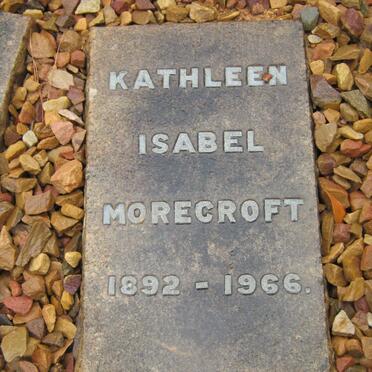 KATHLEEN
ISABEL
MORECROFT
1892 - 1966.